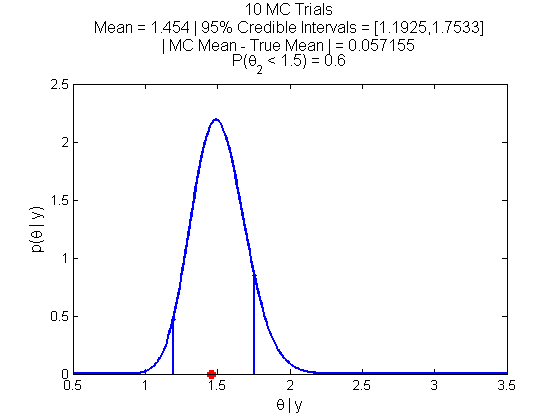 10 MC Trials
Mean = 1.454 | 95% Credible Intervals = [1.1925,1.7533]
| MC Mean - True Mean | = 0.057155
P(θ2 < 1.5) = 0.6
2.5
2
1.5
1
0.5
0
p(θ | y)
0.5 1 1.5 2 2.5 3 3.5
θ | y